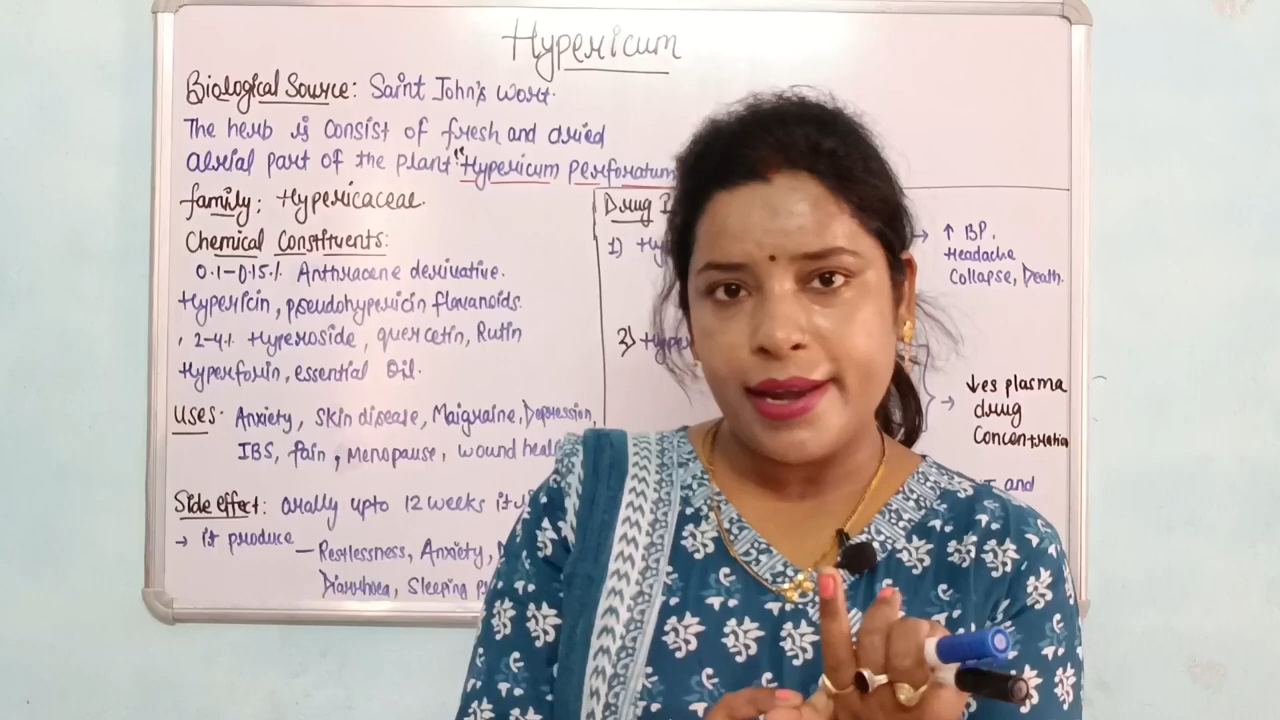 Hypericum
Biological Source: Saint John's wort.
The herb is consist of fresh and dried
aerial part of the plant "Hypericum perforatum
family: Hypericaceae.
Chemical Constituents:
0.1-0.15% Anthracene derivative.
Hypericin, pseudohypericin flavanoids.
2-4% Hyperoside, quercetin, Rutin
Hyperforin, essential Oil.
Uses. Anxiety, Skin disease, Maigraine, Depression,
IBS, Pain, Menopause, wound
Side effect: orally upto 12 weeks it
→ it produce – Restlessness, Anxiety,
Diarrhoea, Sleeping
Drug
1)
→ ↑ BP.
Headache
Collapse, Death.
2)
→ ↓es plasma
drug
Concentration
and